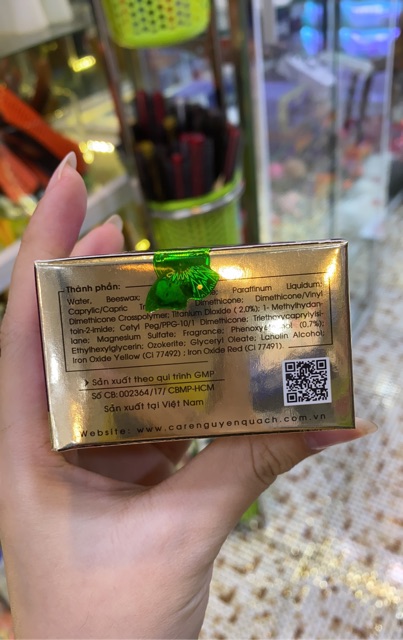 Thành phần: Paraffinum Liquidum;
Water, Beeswax; Dimethicone; Dimethicone/Vinyl
Caprylic/Capric Dimethicone Crosspolymer; Titanium Dioxide ( 2.0%); 1- Methylhydan-
toin-2-imide; Cetyl Peg/PPG-10/1 Dimethicone; Triethoxycaprylylsi-
lane; Magnesium Sulfate; Fragrance; (0.7%);
Ethylhexylglycerin; Ozokerite; Glyceryl Oleate; Lanolin Alcohol;
Iron Oxide Yellow (CI 77492) ; Iron Oxide Red (CI 77491).
Sản xuất theo qui trình GMP
Số CB:002364/17/ CBMP-HCM
Sản xuất tại Việt Nam
Website: www.carenguyenquach.com.vn